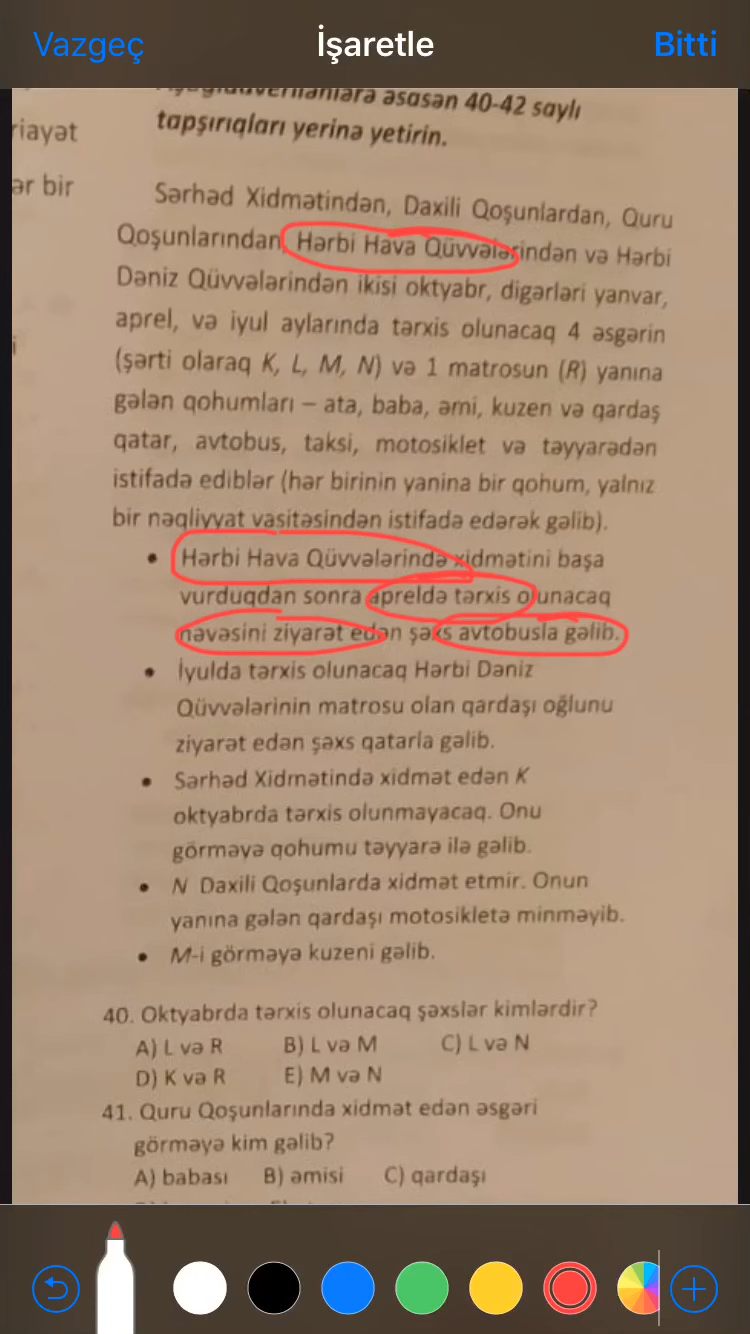 Vazgeç
İşaretle
Bitti
əsasən 40-42 saylı
tapşırıqları yerinə yetirin.
riayət
ər bir
Sərhəd Xidmətindən, Daxili Qoşunlardan, Quru
Qoşunlarından, Hərbi Hava Qüvvələrindən və Hərbi
Dəniz Qüvvələrindən ikisi oktyabr, digərləri yanvar,
aprel, və iyul aylarında tərxis olunacaq 4 əsgərin
(şərti olaraq K, L, M, N) və 1 matrosun (R) yanına
gələn qohumları – ata, baba, əmi, kuzen və qardaş
qatar, avtobus, taksi, motosiklet və təyyarədən
istifadə ediblər (hər birinin yanina bir qohum, yalnız
bir nəqliyyat vasitəsindən istifadə edərək gəlib).
• Hərbi Hava Qüvvələrində xidmətini başa
vurduqdan sonra apreldə tərxis olunacaq
nəvəsini ziyarət edən şəxs avtobusla gəlib.
• İyulda tərxis olunacaq Hərbi Dəniz
Qüvvələrinin matrosu olan qardaşı oğlunu
ziyarət edən şəxs qatarla gəlib.
• Sərhəd Xidmətində xidmət edən K
oktyabrda tərxis olunmayacaq. Onu
görməyə qohumu təyyarə ilə gəlib.
• N Daxili Qoşunlarda xidmət etmir. Onun
yanına gələn qardaşı motosikletə minməyib.
• M-i görməyə kuzeni gəlib.
40. Oktyabrda tərxis olunacaq şəxslər kimlərdir?
A) L və R B) L və M C) L və N
D) K və R E) M və N
41. Quru Qoşunlarında xidmət edən əsgəri
görməyə kim gəlib?
A) babası B) əmisi C) qardaşı